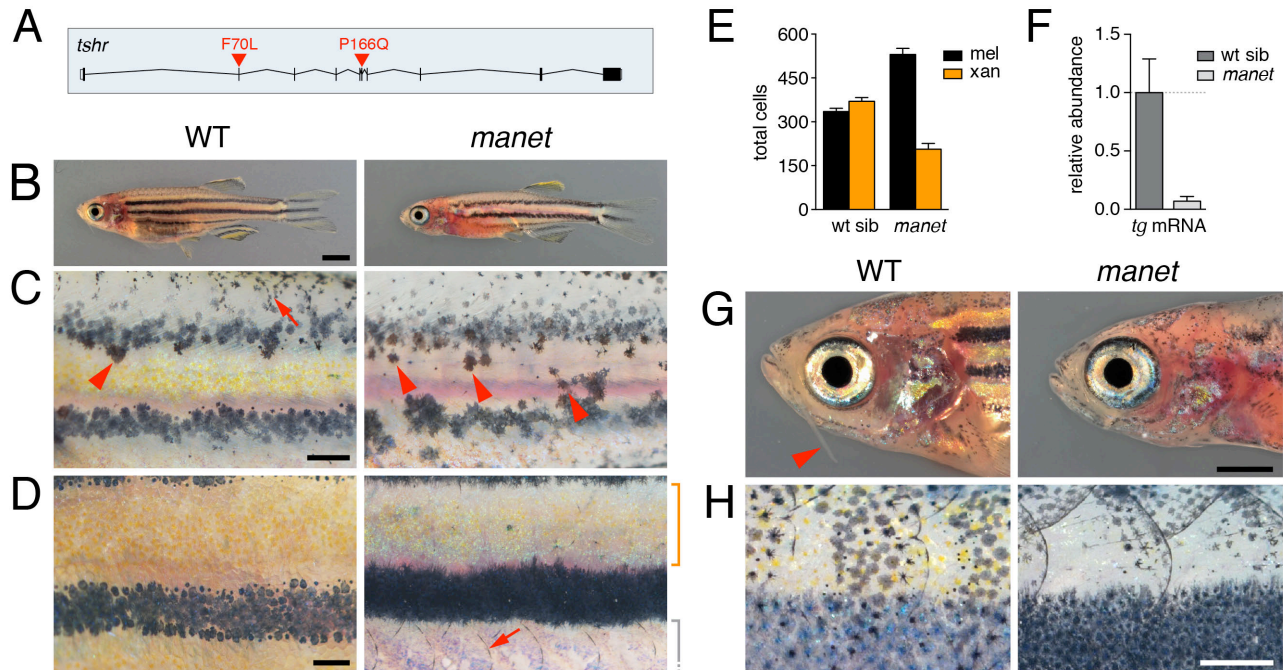 A
tshr
F70L
P166Q
WT
manet
B
C
D
E
600
450
300
150
0
total cells
mel
xan
wt sib
manet
F
1.5
1.0
0.5
0.0
relative abundance
wt sib
manet
tg mRNA
WT
manet
G
H